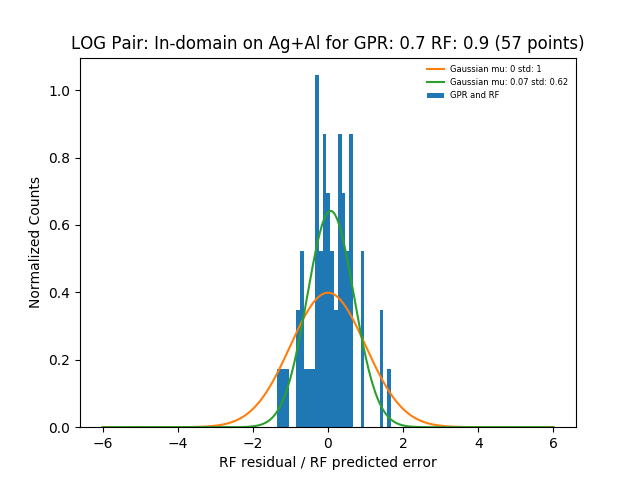 LOG Pair: In-domain on Ag+Al for GPR: 0.7 RF: 0.9 (57 points)
Gaussian mu: 0 std: 1
Gaussian mu: 0.07 std: 0.62
GPR and RF
Normalized Counts
1.0
0.8
0.6
0.4
0.2
0.0
−6 −4 −2 0 2 4 6
RF residual / RF predicted error